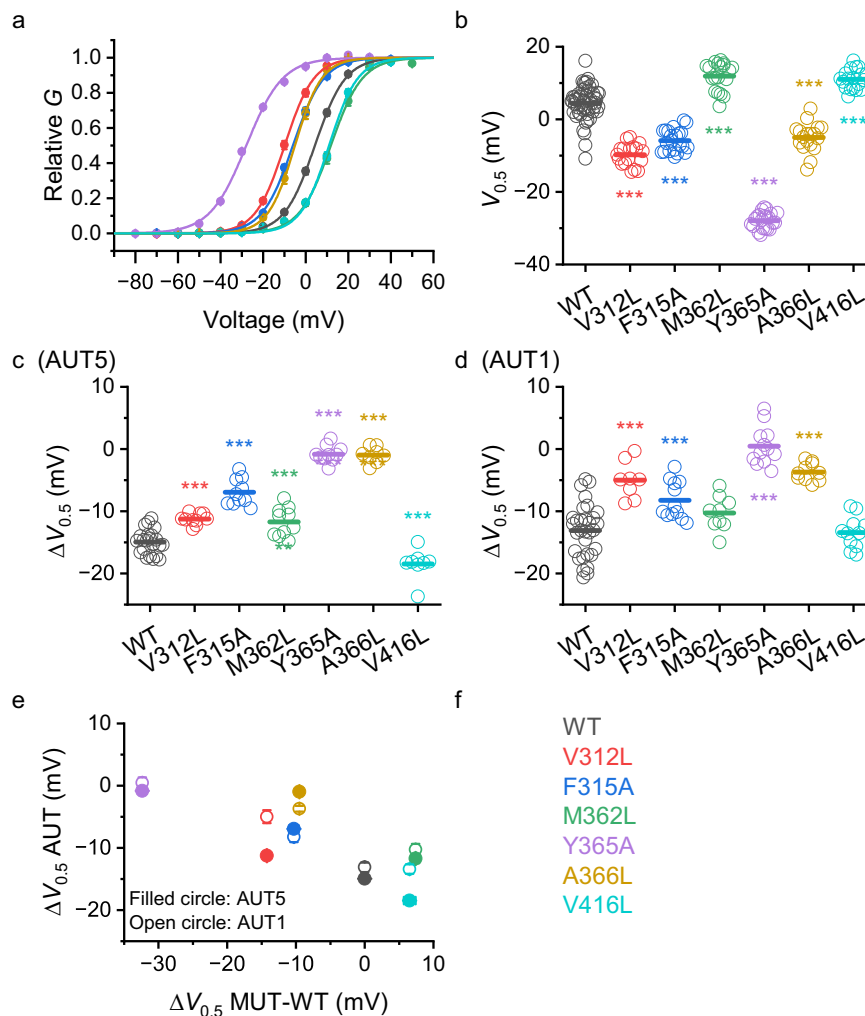 a
Relative G
1.0
0.8
0.6
0.4
0.2
0.0
−80 −60 −40 −20 0 20 40 60
Voltage (mV)
b
V0.5 (mV)
20
0
−20
−40
***
***
***
***
***
***
WT
V312L
F315A
M362L
Y365A
A366L
V416L
c (AUT5)
ΔV0.5 (mV)
10
0
−10
−20
***
***
***
**
***
***
***
***
WT
V312L
F315A
M362L
Y365A
A366L
V416L
d (AUT1)
ΔV0.5 (mV)
10
0
−10
−20
***
***
***
***
WT
V312L
F315A
M362L
Y365A
A366L
V416L
e
ΔV0.5 AUT (mV)
10
0
−10
−20
Filled circle: AUT5
Open circle: AUT1
−30 −20 −10 0 10
ΔV0.5 MUT-WT (mV)
f
WT
V312L
F315A
M362L
Y365A
A366L
V416L